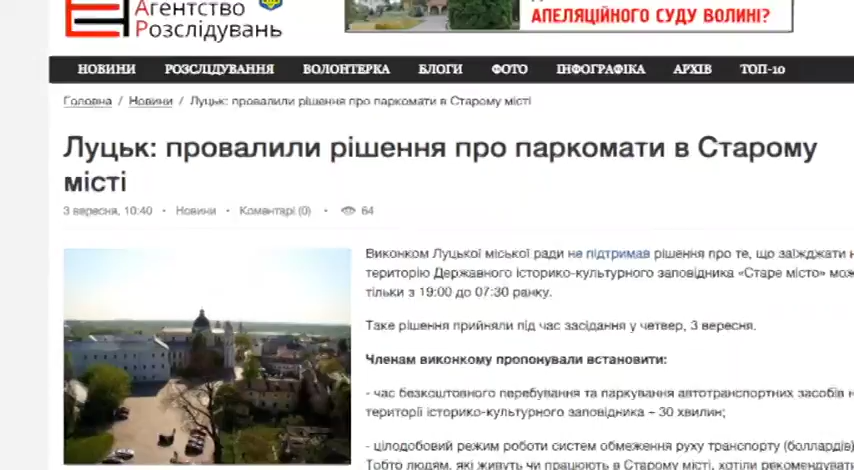 Агентство
Розслідувань
АПЕЛЯЦІЙНОГО СУДУ ВОЛИНІ?
НОВИНИ РОЗСЛІДУВАННЯ ВОЛОНТЕРКА БЛОГИ ФОТО ІНФОГРАФІКА АРХІВ ТОП-10
Головна / Новини / Луцьк: провалили рішення про паркомати в Старому місті
Луцьк: провалили рішення про паркомати в Старому
місті
3 вересня, 10:40 • Новини • Коментарі (0) • 64
Виконком Луцької міської ради не підтримав рішення про те, що заїжджати н
територію Державного історико-культурного заповідника «Старе місто» мож
тільки з 19:00 до 07:30 ранку.
Таке рішення прийняли під час засідання у четвер, 3 вересня.
Членам виконкому пропонували встановити:
- час безкоштовного перебування та паркування автотранспортних засобів н
території історико-культурного заповідника – 30 хвилин;
- цілодобовий режим роботи систем обмеження руху транспорту (боллардів)
Тобто людям, які живуть чи працюють в Старому місті, хотіли рекомендувати